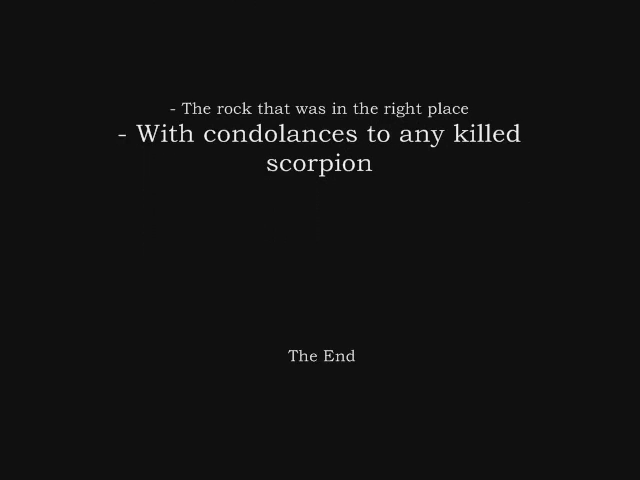 - The rock that was in the right place
- With condolances to any killed
scorpion
The End